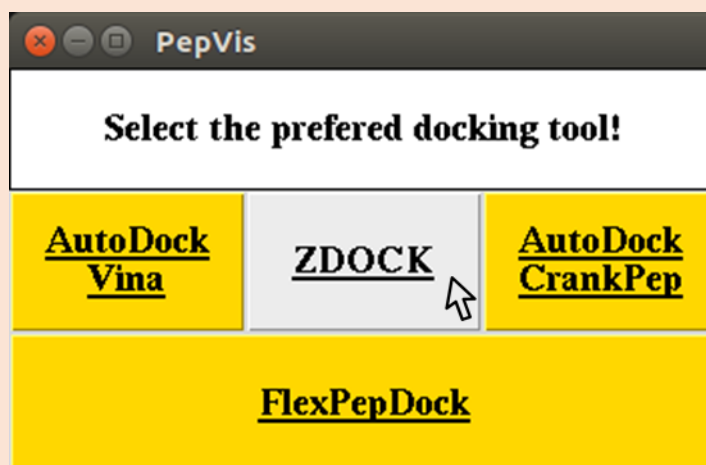 PepVis
Select the prefered docking tool!
AutoDock
Vina
ZDOCK
AutoDock
CrankPep
FlexPepDock